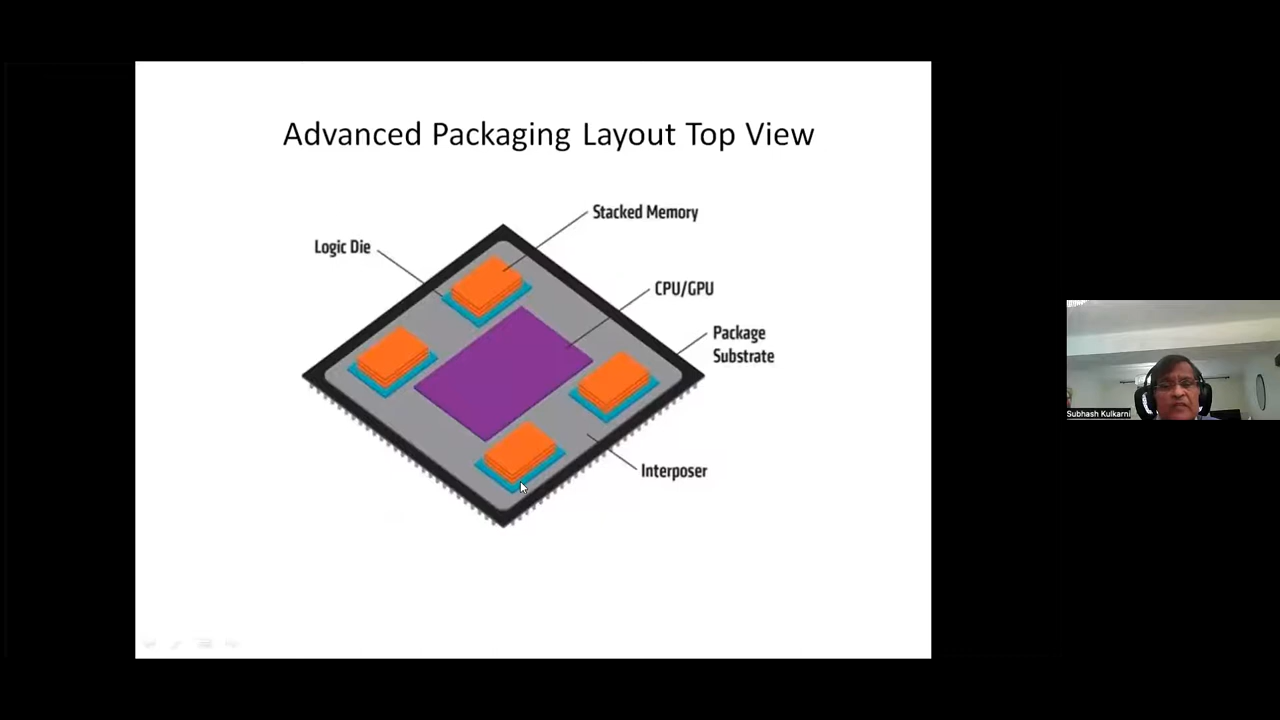 Advanced Packaging Layout Top View
Stacked Memory
Logic Die
CPU/GPU
Package
Substrate
Interposer
Subhash Kulkarni